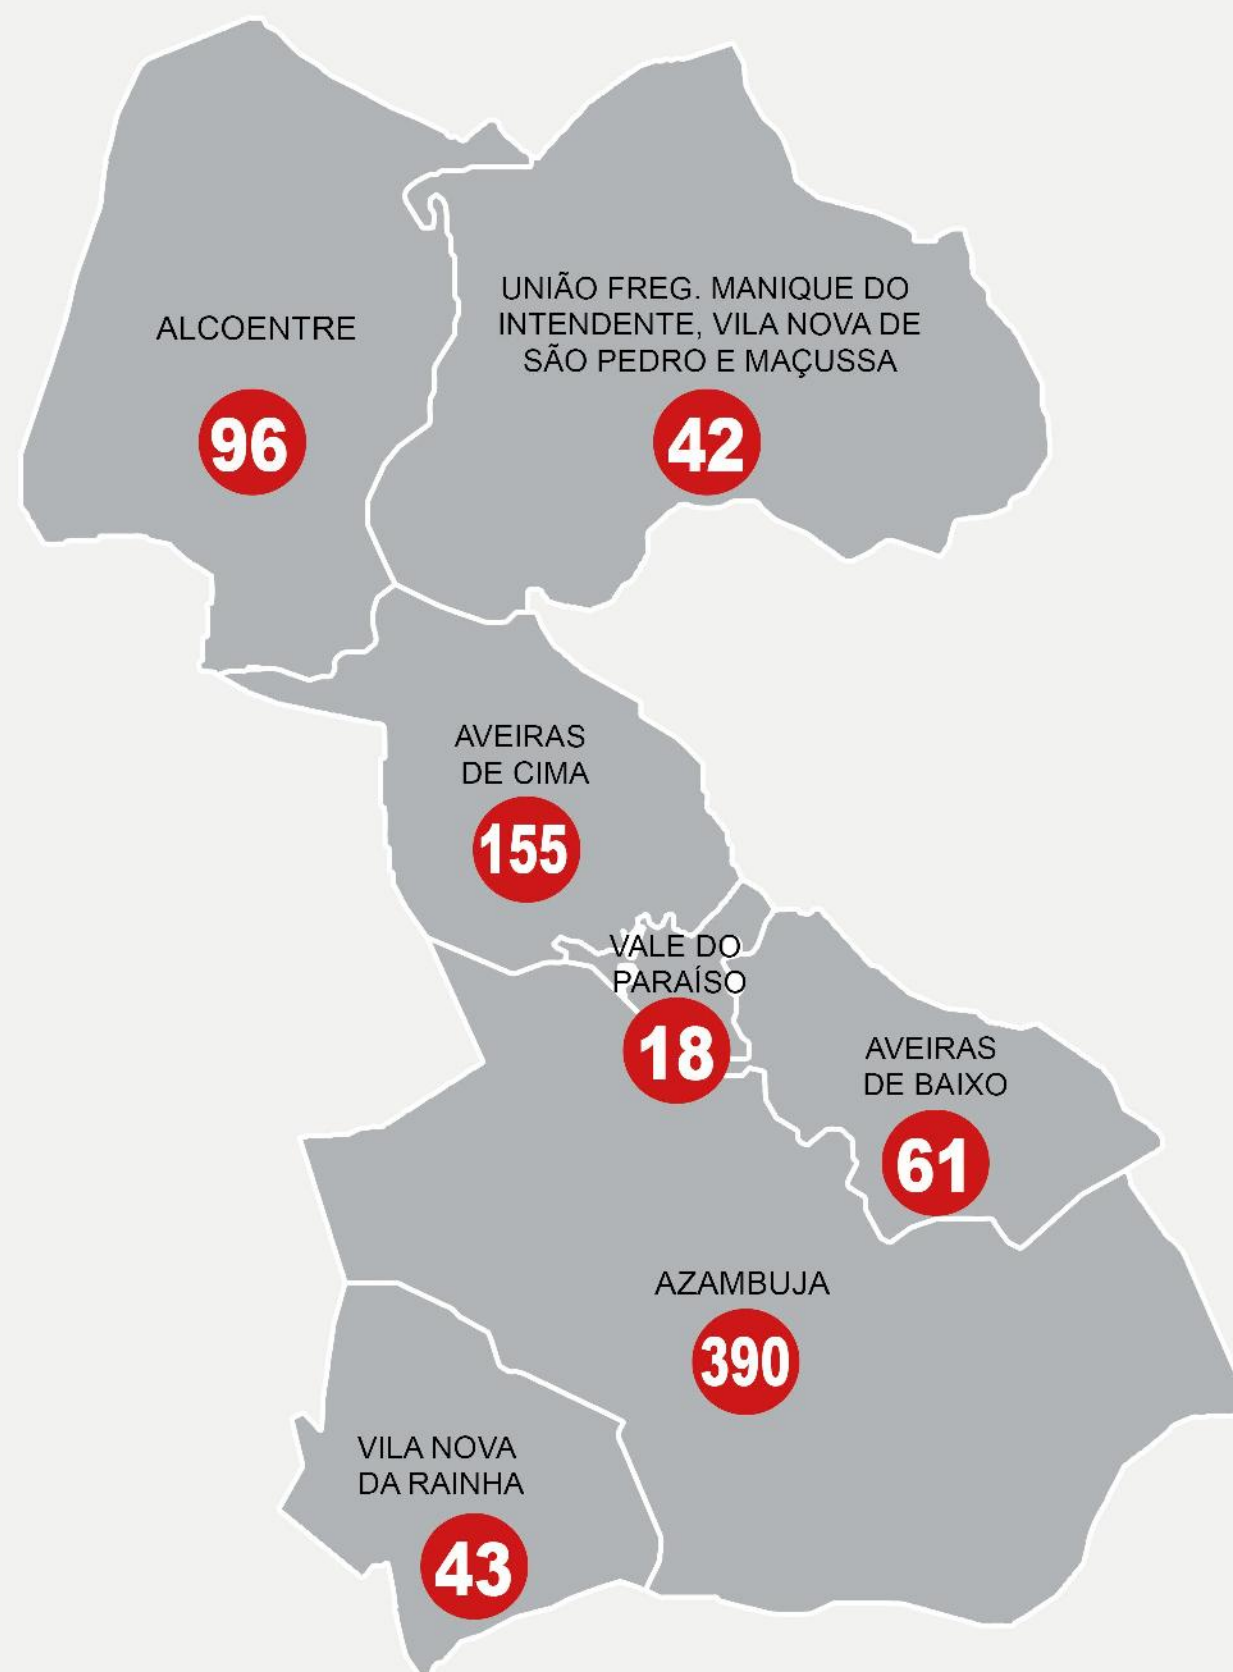 ALCOENTRE
96
UNIÃO FREG. MANIQUE DO
INTENDENTE, VILA NOVA DE
SÃO PEDRO E MAÇUSSA
42
AVEIRAS
DE CIMA
155
VALE DO
PARAÍSO
18
AVEIRAS
DE BAIXO
61
AZAMBUJA
390
VILA NOVA
DA RAINHA
43